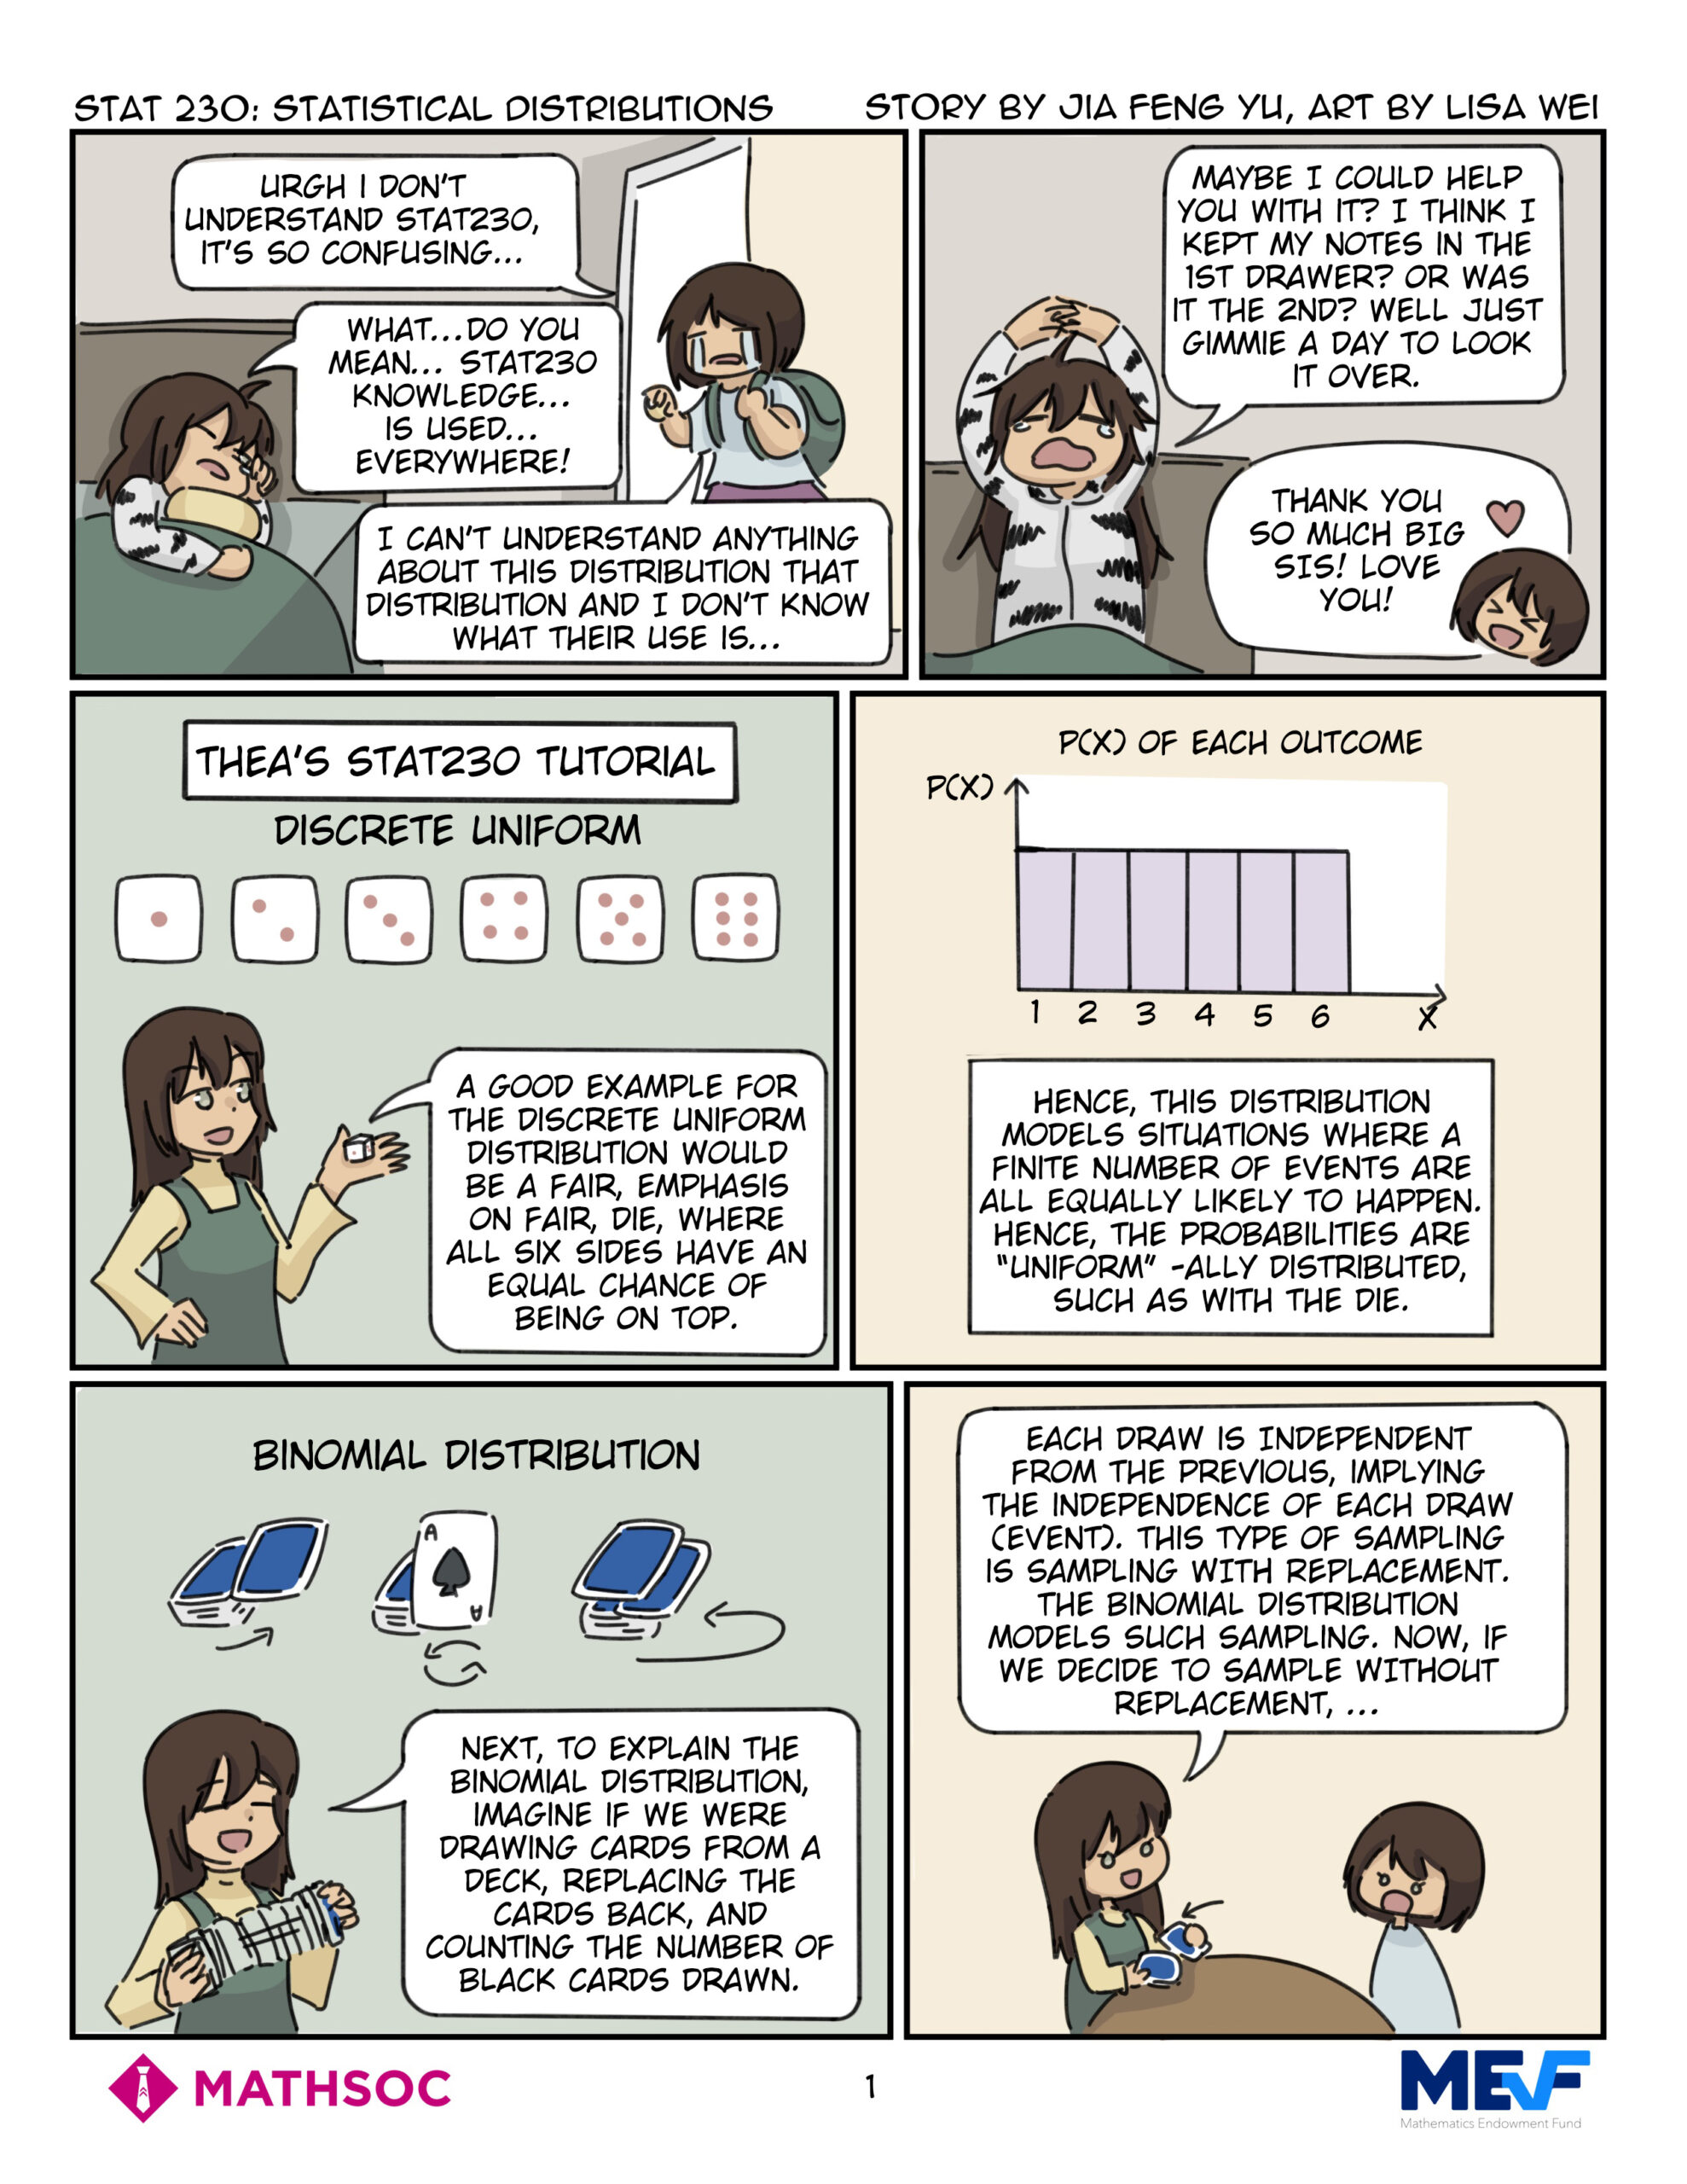 STAT 230: STATISTICAL DISTRIBUTIONS
STORY BY JIA FENG YU, ART BY LISA WEI
URGH I DON'T
UNDERSTAND STAT230,
IT'S SO CONFUSING...
WHAT...DO YOU
MEAN... STAT230
KNOWLEDGE...
IS USED...
EVERYWHERE!
I CAN'T UNDERSTAND ANYTHING
ABOUT THIS DISTRIBUTION THAT
DISTRIBUTION AND I DON'T KNOW
WHAT THEIR USE IS...
MAYBE I COULD HELP
YOU WITH IT? I THINK I
KEPT MY NOTES IN THE
1ST DRAWER? OR WAS
IT THE 2ND? WELL JUST
GIMMIE A DAY TO LOOK
IT OVER.
THANK YOU
SO MUCH BIG
SIS! LOVE
YOU!
THEA'S STAT230 TUTORIAL
DISCRETE UNIFORM
A GOOD EXAMPLE FOR
THE DISCRETE UNIFORM
DISTRIBUTION WOULD
BE A FAIR, EMPHASIS
ON FAIR, DIE, WHERE
ALL SIX SIDES HAVE AN
EQUAL CHANCE OF
BEING ON TOP.
P(X) OF EACH OUTCOME
P(X)
1 2 3 4 5 6 X
HENCE, THIS DISTRIBUTION
MODELS SITUATIONS WHERE A
FINITE NUMBER OF EVENTS ARE
ALL EQUALLY LIKELY TO HAPPEN.
HENCE, THE PROBABILITIES ARE
"UNIFORM" -ALLY DISTRIBUTED,
SUCH AS WITH THE DIE.
BINOMIAL DISTRIBUTION
A
A
NEXT, TO EXPLAIN THE
BINOMIAL DISTRIBUTION,
IMAGINE IF WE WERE
DRAWING CARDS FROM A
DECK, REPLACING THE
CARDS BACK, AND
COUNTING THE NUMBER OF
BLACK CARDS DRAWN.
EACH DRAW IS INDEPENDENT
FROM THE PREVIOUS, IMPLYING
THE INDEPENDENCE OF EACH DRAW
(EVENT). THIS TYPE OF SAMPLING
IS SAMPLING WITH REPLACEMENT.
THE BINOMIAL DISTRIBUTION
MODELS SUCH SAMPLING. NOW, IF
WE DECIDE TO SAMPLE WITHOUT
REPLACEMENT, ...
MATHSOC
1
MEF
Mathematics Endowment Fund